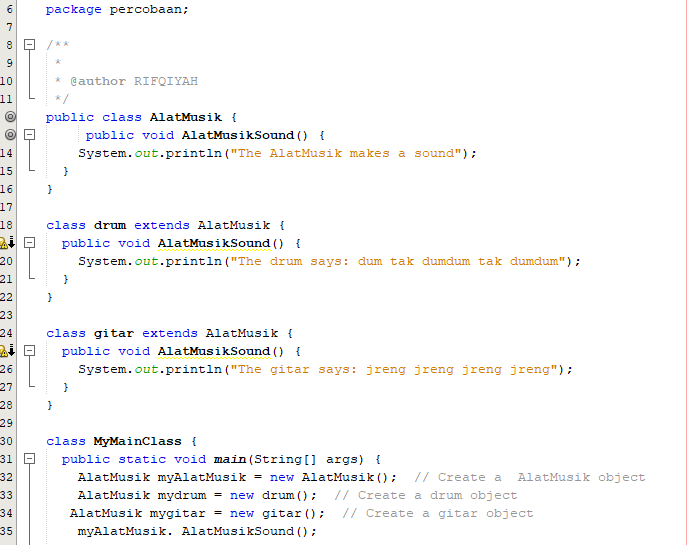 6 package percobaan;
7
8 /**
9 *
10 * @author RIFQIYAH
11 */
public class AlatMusik {
public void AlatMusikSound() {
14 System.out.println("The AlatMusik makes a sound");
15 }
16 }
17
18 class drum extends AlatMusik {
public void AlatMusikSound() {
20 System.out.println("The drum says: dum tak dumdum tak dumdum");
21 }
22 }
23
24 class gitar extends AlatMusik {
public void AlatMusikSound() {
26 System.out.println("The gitar says: jreng jreng jreng jreng");
27 }
28 }
29
30 class MyMainClass {
31 public static void main(String[] args) {
32 AlatMusik myAlatMusik = new AlatMusik(); // Create a  AlatMusik object
33 AlatMusik mydrum = new drum(); // Create a drum object
34 AlatMusik mygitar = new gitar(); // Create a gitar object
35 myAlatMusik. AlatMusikSound();